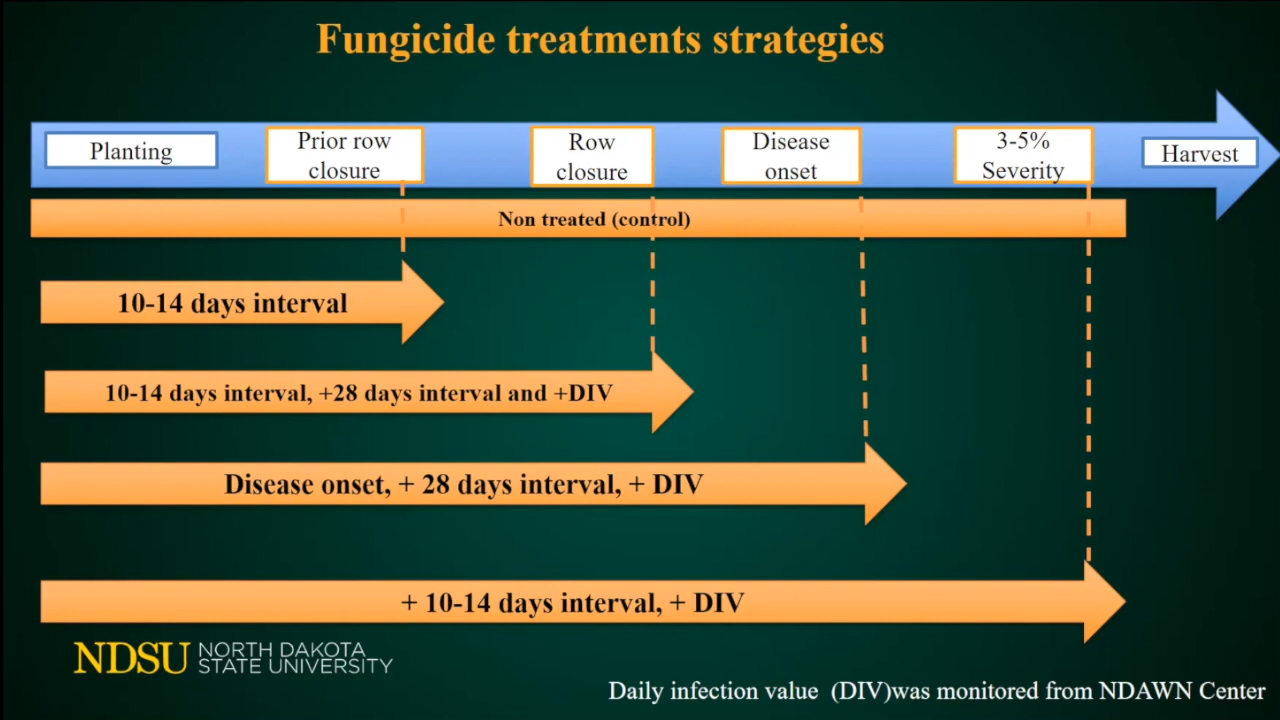 Fungicide treatments strategies
Planting
Prior row
closure
Row
closure
Disease
onset
3-5%
Severity
Harvest
Non treated (control)
10-14 days interval
10-14 days interval, +28 days interval and +DIV
Disease onset, + 28 days interval, + DIV
+ 10-14 days interval, + DIV
NDSU NORTH DAKOTA
STATE UNIVERSITY
Daily infection value (DIV)was monitored from NDAWN Center